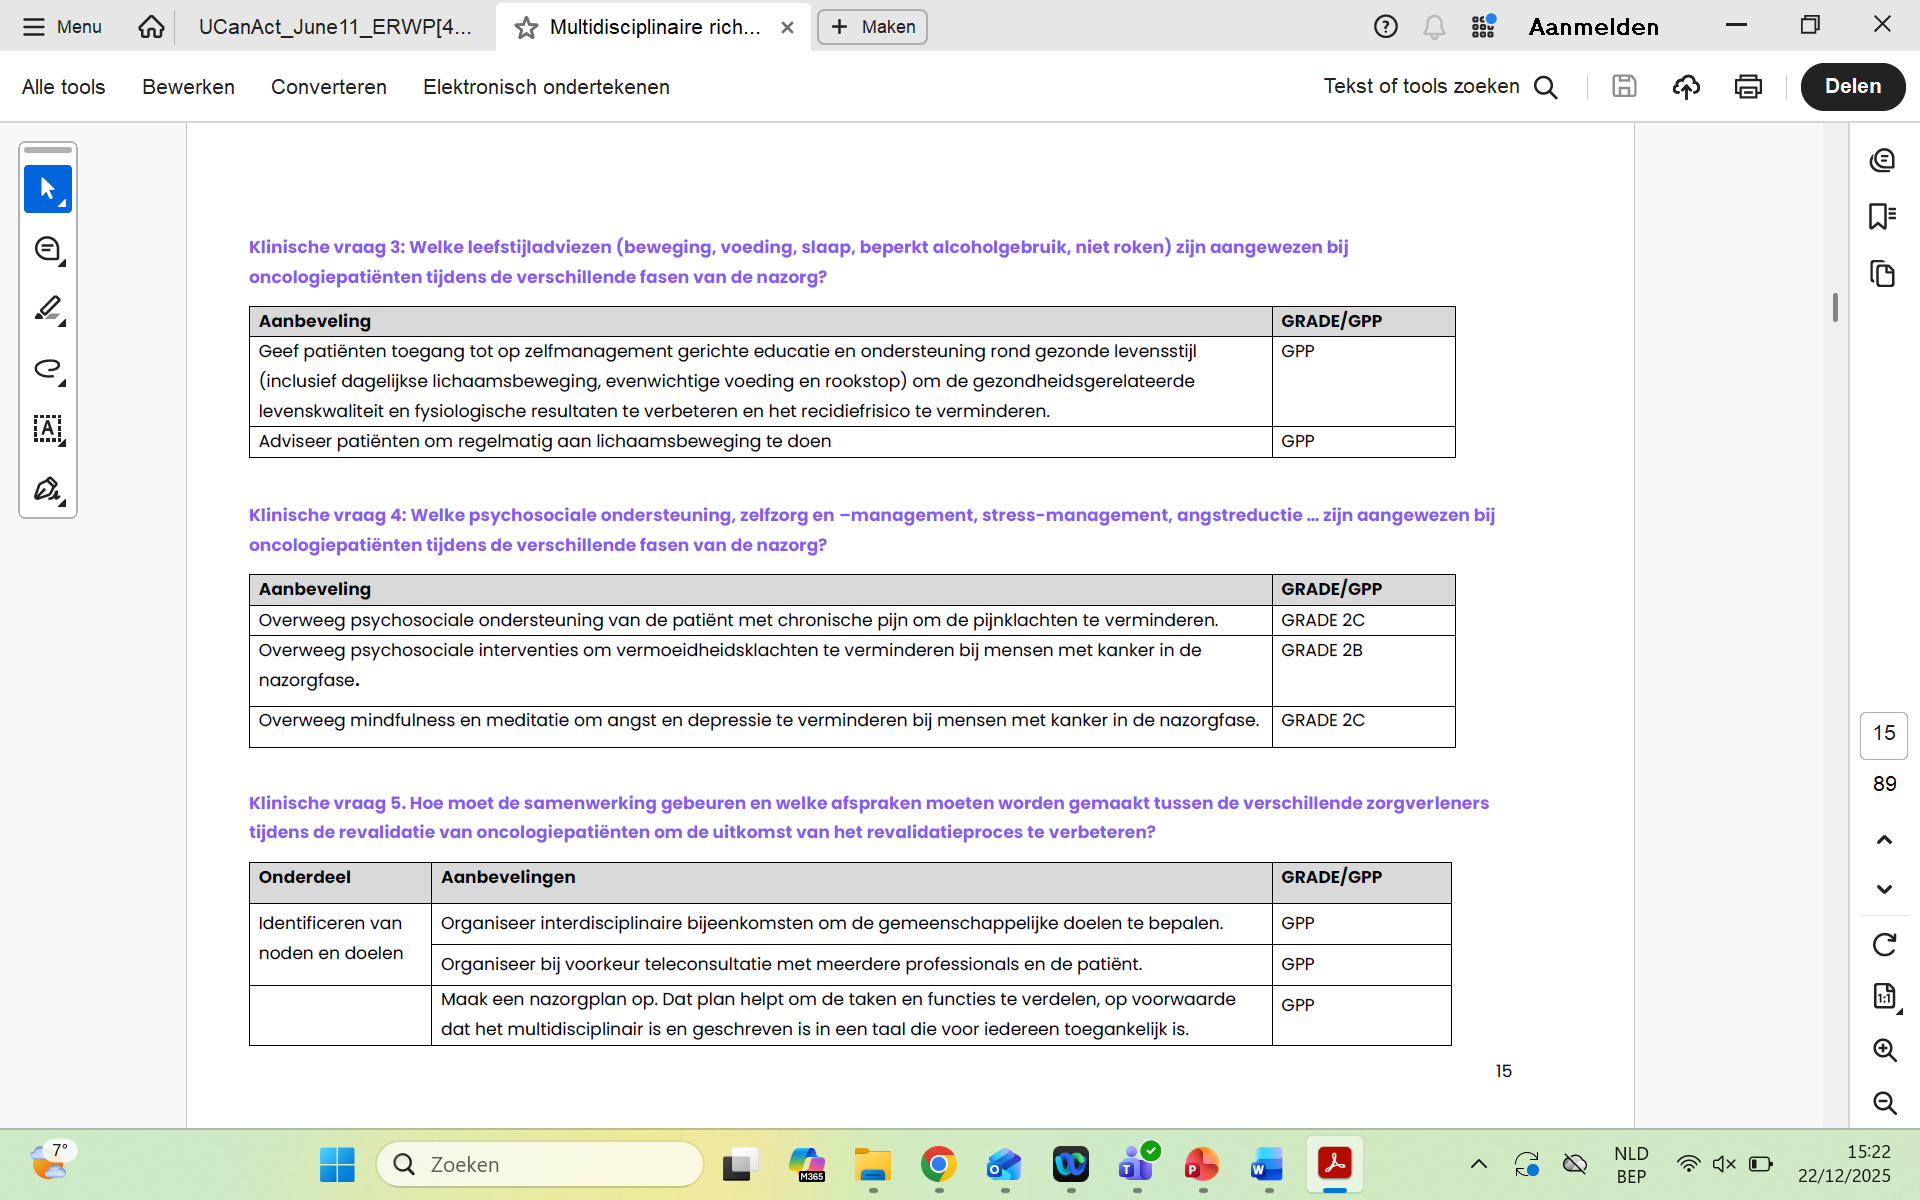 Menu
UCanAct_June11_ERWP[4...
Multidisciplinaire rich...
Maken
Aanmelden
Alle tools
Bewerken
Converteren
Elektronisch ondertekenen
Tekst of tools zoeken
Delen
Klinische vraag 3: Welke leefstijladviezen (beweging, voeding, slaap, beperkt alcoholgebruik, niet roken) zijn aangewezen bij
oncologiepatiënten tijdens de verschillende fasen van de nazorg?
Aanbeveling GRADE/GPP
Geef patiënten toegang tot op zelfmanagement gerichte educatie en ondersteuning rond gezonde levensstijl GPP
(inclusief dagelijkse lichaamsbeweging, evenwichtige voeding en rookstop) om de gezondheidsgerelateerde
levenskwaliteit en fysiologische resultaten te verbeteren en het recidiefrisico te verminderen.
Adviseer patiënten om regelmatig aan lichaamsbeweging te doen GPP
Klinische vraag 4: Welke psychosociale ondersteuning, zelfzorg en –management, stress-management, angstreductie ... zijn aangewezen bij
oncologiepatiënten tijdens de verschillende fasen van de nazorg?
Aanbeveling GRADE/GPP
Overweeg psychosociale ondersteuning van de patiënt met chronische pijn om de pijnklachten te verminderen. GRADE 2C
Overweeg psychosociale interventies om vermoeidheidsklachten te verminderen bij mensen met kanker in de GRADE 2B
nazorgfase.
Overweeg mindfulness en meditatie om angst en depressie te verminderen bij mensen met kanker in de nazorgfase. GRADE 2C
Klinische vraag 5. Hoe moet de samenwerking gebeuren en welke afspraken moeten worden gemaakt tussen de verschillende zorgverleners
tijdens de revalidatie van oncologiepatiënten om de uitkomst van het revalidatieproces te verbeteren?
Onderdeel Aanbevelingen GRADE/GPP
Identificeren van Organiseer interdisciplinaire bijeenkomsten om de gemeenschappelijke doelen te bepalen. GPP
noden en doelen
Organiseer bij voorkeur teleconsultatie met meerdere professionals en de patiënt. GPP
Maak een nazorgplan op. Dat plan helpt om de taken en functies te verdelen, op voorwaarde GPP
dat het multidisciplinair is en geschreven is in een taal die voor iedereen toegankelijk is.
15
15
89
1:1
7°
Zoeken
M365
NLD
BEP
15:22
22/12/2025